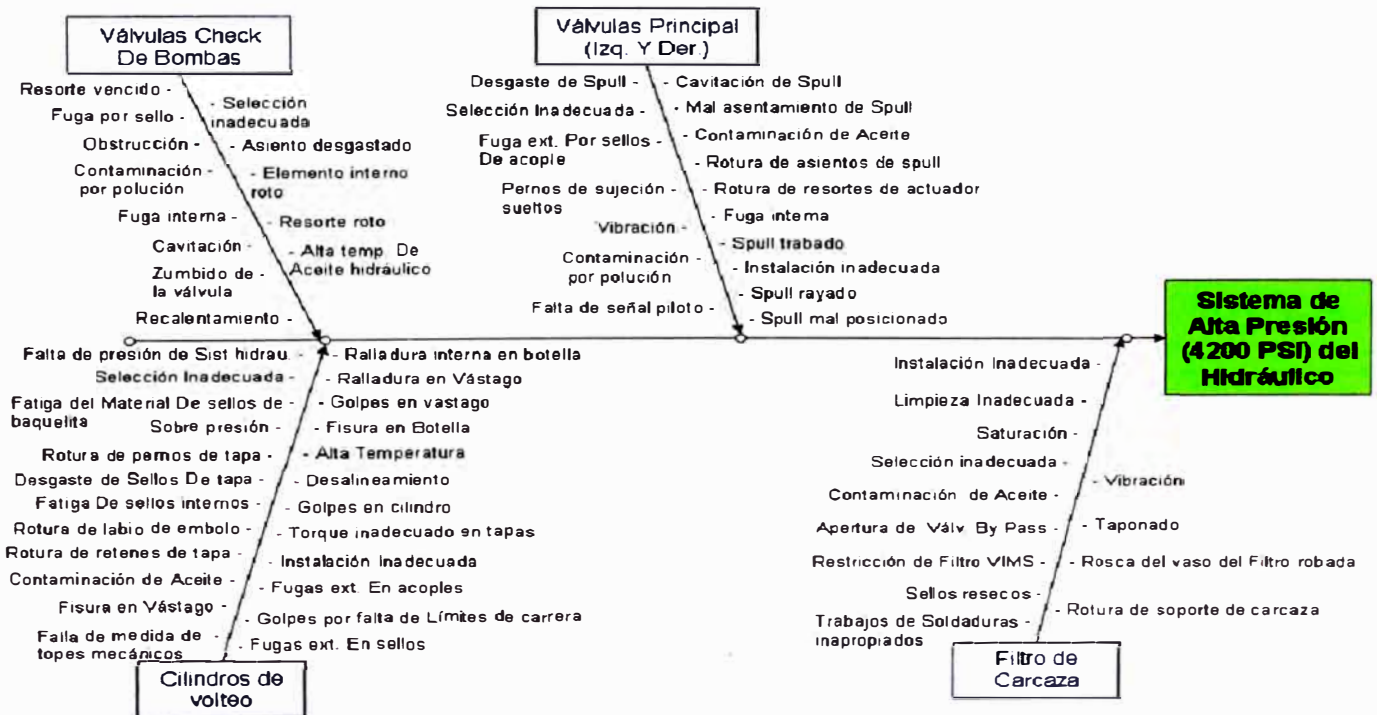 Válvulas Check
De Bombas
Resorte vencido -
Fuga por sello -
Obstrucción -
Contaminación -
por polución
Fuga interna -
Cavitación -
Zumbido de -
la válvula
Recalentamiento -
- Selección
inadecuada
- Asiento desgastado
- Elemento interno
roto
- Resorte roto
- Alta temp. De
Aceite hidráulico
Válvulas Principal
(Izq. Y Der.)
Desgaste de Spull -
Selección Inadecuada -
Fuga ext. Por sellos -
De acople
Pernos de sujeción -
sueltos
Vibración -
Contaminación -
por polución
Falta de señal piloto -
- Cavitación de Spull
- Mal asentamiento de Spull
- Contaminación de Aceite
- Rotura de asientos de spull
- Rotura de resortes de actuador
- Fuga interna
- Spull trabado
- Instalación inadecuada
- Spull rayado
- Spull mal posicionado
Sistema de
Alta Presión
(4200 PSI) del
Hidráulico
Falta de presión de Sist hidrau. -
Selección Inadecuada -
Fatiga del Material De sellos de -
baquelita
Sobre presión -
Rotura de pernos de tapa -
Desgaste de Sellos De tapa -
Fatiga De sellos internos -
Rotura de labio de embolo -
Rotura de retenes de tapa -
Contaminación de Aceite -
Fisura en Vástago -
Falla de medida de -
topes mecánicos
- Ralladura interna en botella
- Ralladura en Vástago
- Golpes en vastago
- Fisura en Botella
- Alta Temperatura
- Desalineamiento
- Golpes en cilindro
- Torque inadecuado en tapas
- Instalación Inadecuada
- Fugas ext. En acoples
- Golpes por falta de Límites de carrera
- Fugas ext. En sellos
Cilindros de
volteo
Instalación Inadecuada -
Limpieza Inadecuada -
Saturación -
Selección inadecuada -
Contaminación de Aceite -
Apertura de Válv. By Pass -
Restricción de Filtro VIMS -
Sellos resecos -
Trabajos de Soldaduras -
inapropiados
- Vibración
- Taponado
- Rosca del vaso del Filtro robada
- Rotura de soporte de carcaza
Filtro de
Carcaza